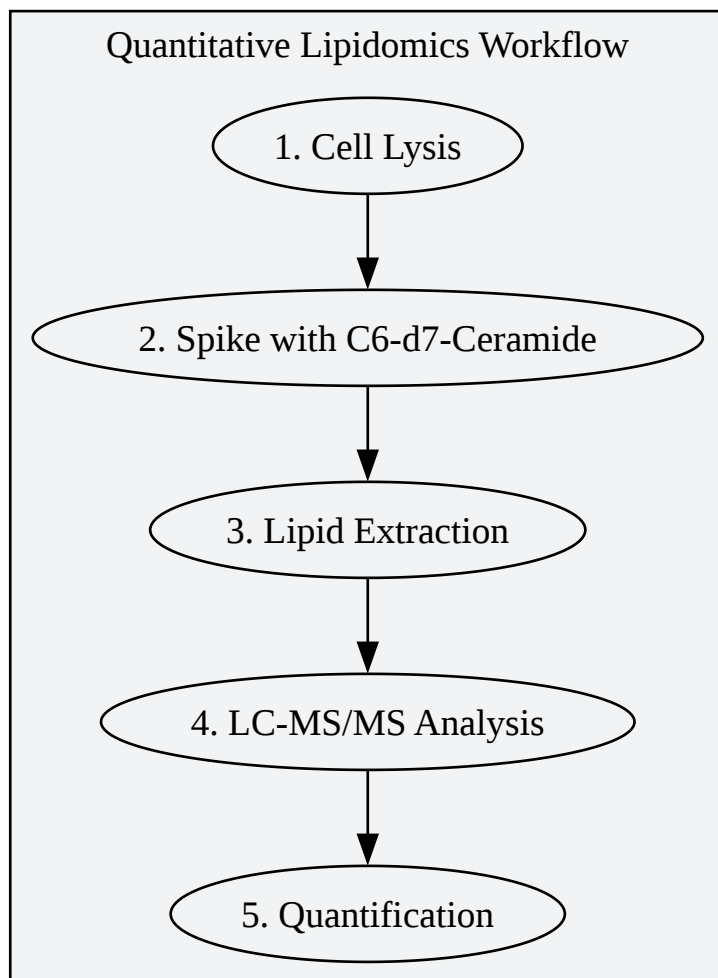 Quantitative Lipidomics Workflow
1. Cell Lysis
2. Spike with C6-d7-Ceramide
3. Lipid Extraction
4. LC-MS/MS Analysis
5. Quantification